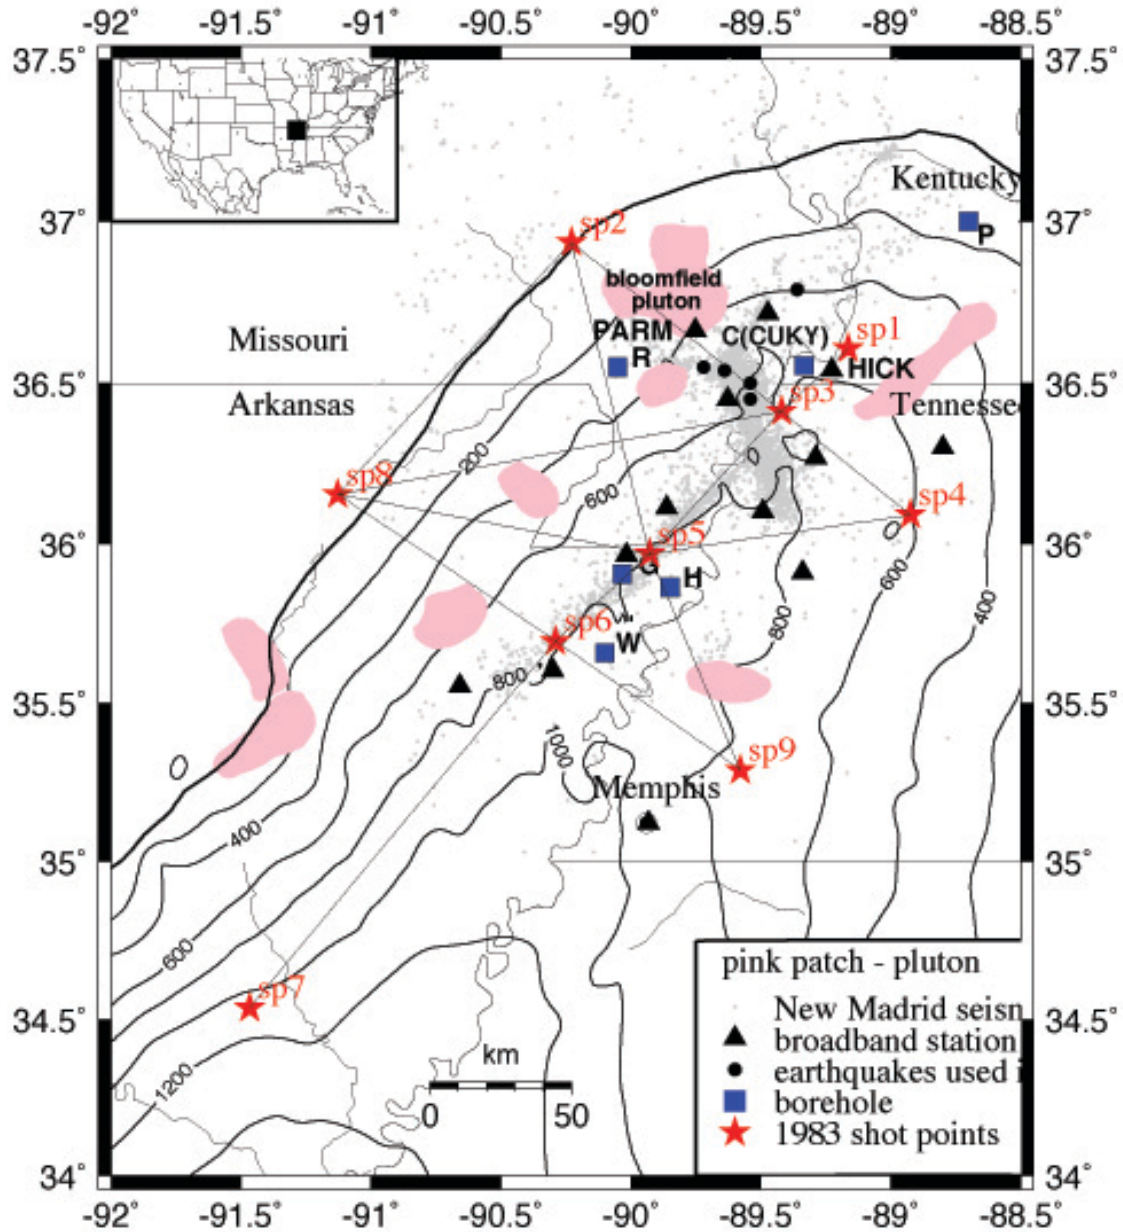 -92° -91.5° -91° -90.5° -90° -89.5° -89° -88.5°
37.5° 37.5°
Kentucky
37° sp2 37°
P
bloomfield
pluton
Missouri PARM C(CUKY) sp1
R HICK
36.5° 36.5°
Arkansas sp3 Tennessee
200
sp8 600 sp4
36° sp5 0 36°
G H 600 400
sp6 800
W
800
35.5° 35.5°
1000 sp9
0
Memphis
400
35° 35°
600
pink patch - pluton
sp7 New Madrid seisn
34.5° 34.5°
km broadband station
earthquakes used i
1200 borehole
0 50
1983 shot points
34° 34°
-92° -91.5° -91° -90.5° -90° -89.5° -89° -88.5°